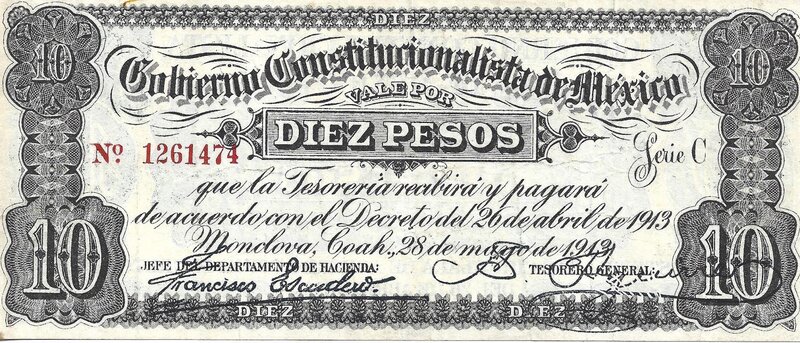 DIEZ
10
10
Gobierno Constitucionalista de México
VALE POR
DIEZ PESOS
Nº 1261474
Serie C
que la Tesorería recibirá y pagará
de acuerdo con el Decreto del 26 de abril de 1913
Monclova, Coah., 28 de mayo de 1913
JEFE DEL DEPARTAMENTO DE HACIENDA:
TESORERO GENERAL:
Francisco Escudero.
10
10
DIEZ
DIEZ